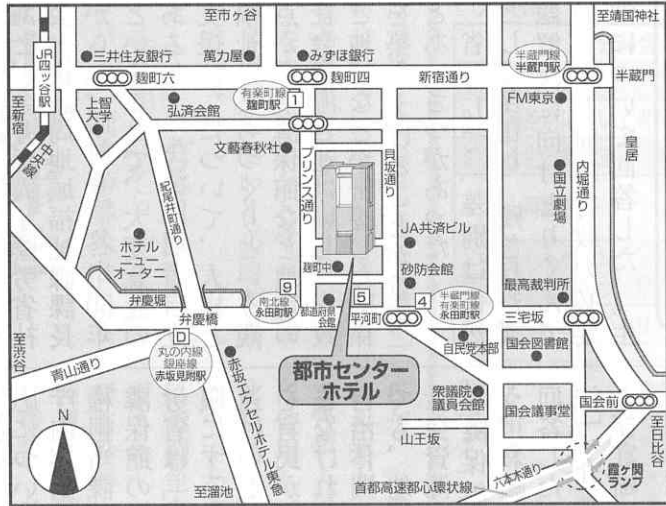 至市ヶ谷
至靖国神社
JR四ッ谷駅
三井住友銀行
萬力屋
みずほ銀行
半蔵門線
半蔵門駅
麹町六
麹町四
新宿通り
半蔵門
至新宿
中央線
上智
大学
弘済会館
有楽町線
麹町駅
1
FM東京
皇居
文藝春秋社
プリンス通り
貝坂通り
国立劇場
内堀通り
紀尾井町通り
ホテル
ニュー
オータニ
JA共済ビル
麹町中
砂防会館
最高裁判所
弁慶堀
弁慶橋
9
南北線
永田町駅
都道府県
会館
5
平河町
4
半蔵門線
有楽町線
永田町駅
三宅坂
D
丸の内線
銀座線
赤坂見附駅
至渋谷
青山通り
赤坂エクセルホテル東急
都市センター
ホテル
自民党本部
国会図書館
衆議院
議員会館
国会議事堂
国会前
山王坂
至日比谷
N
至溜池
首都高速都心環状線
六本木通り
霞ヶ関
ランプ